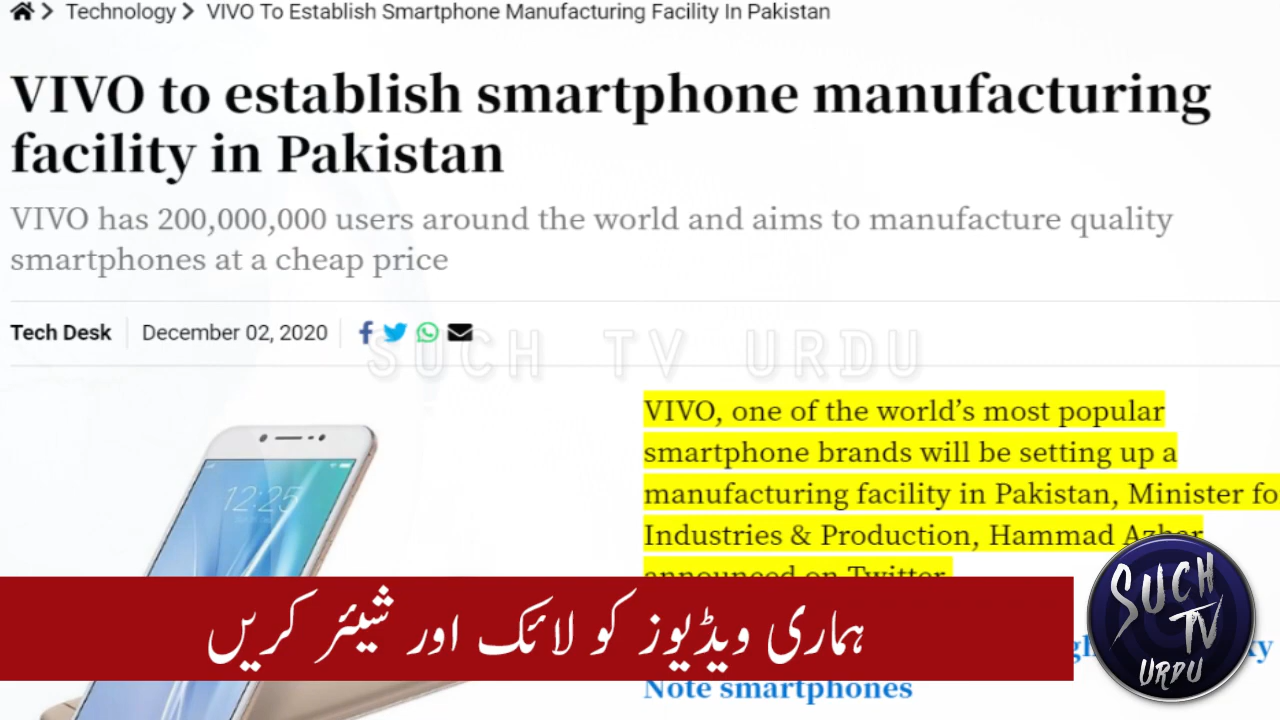 Technology VIVO To Establish Smartphone Manufacturing Facility In Pakistan
VIVO to establish smartphone manufacturing
facility in Pakistan
VIVO has 200,000,000 users around the world and aims to manufacture quality
smartphones at a cheap price
Tech Desk December 02, 2020
SUCH TV URDU
12:25
VIVO, one of the world’s most popular
smartphone brands will be setting up a
manufacturing facility in Pakistan, Minister fo
Industries & Production, Hammad Azhar
announced on Twitter.
Note smartphones
ہماری ویڈیوز کو لائک اور شیئر کریں
SUCH
TV
URDU